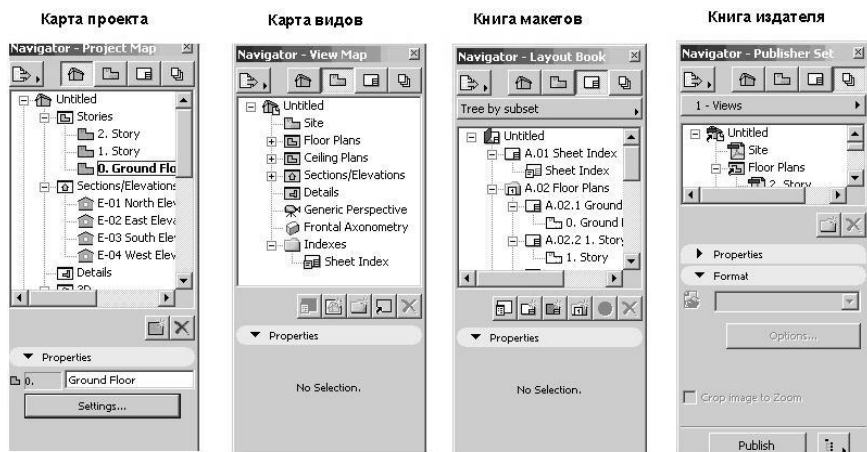 Карта проекта
Карта видов
Книга макетов
Книга издателя
Navigator - Project Map
Untitled
Stories
2. Story
1. Story
0. Ground Flo
Sections/Elevations
E-01 North Elev
E-02 East Eleva
E-03 South Elev
E-04 West Elev
Details
3D
Properties
0.
Ground Floor
Settings...
Navigator - View Map
Untitled
Site
Floor Plans
Ceiling Plans
Sections/Elevations
Details
Generic Perspective
Frontal Axonometry
Indexes
Sheet Index
Properties
No Selection.
Navigator - Layout Book
Tree by subset
Untitled
A.01 Sheet Index
Sheet Index
A.02 Floor Plans
A.02.1 Ground
0. Ground F
A.02.2 1. Story
1. Story
Properties
No Selection.
Navigator - Publisher Set
1 - Views
Untitled
Site
Floor Plans
2. Story
Properties
Format
Options...
Crop image to Zoom
Publish